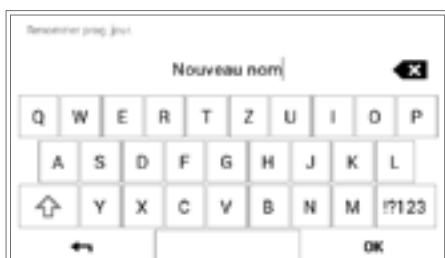 Renommer prog. jour.
Nouveau nom
Q W E R T Z U I O P
A S D F G H J K L
Y X C V B N M !?123
OK